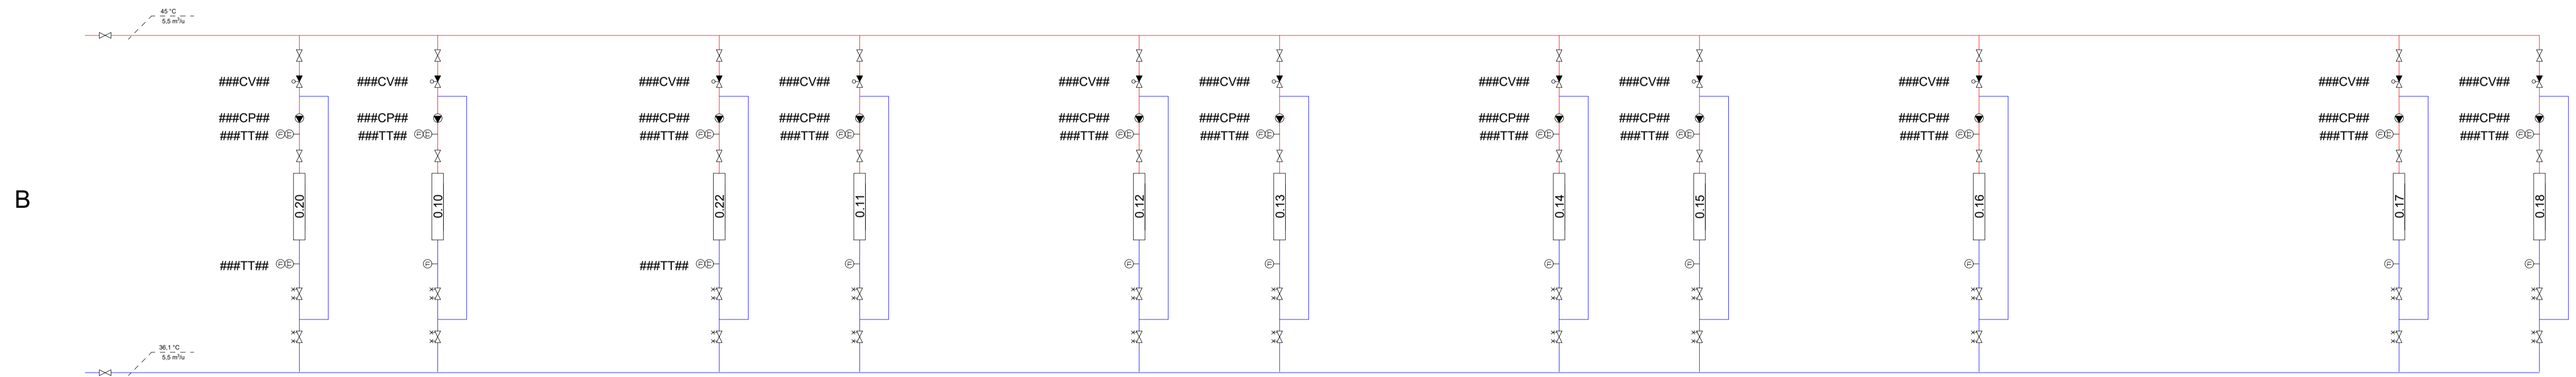 45 °C
5,5 m³/u
###CV## ###CV## ###CV## ###CV## ###CV## ###CV## ###CV## ###CV## ###CV## ###CV## ###CV##
###CP## ###CP## ###CP## ###CP## ###CP## ###CP## ###CP## ###CP## ###CP## ###CP## ###CP##
###TT## ###TT## ###TT## ###TT## ###TT## ###TT## ###TT## ###TT## ###TT## ###TT## ###TT##
B
0.20 0.10 0.22 0.11 0.12 0.13 0.14 0.15 0.16 0.17 0.18
###TT## ###TT##
36,1 °C
5,5 m³/u